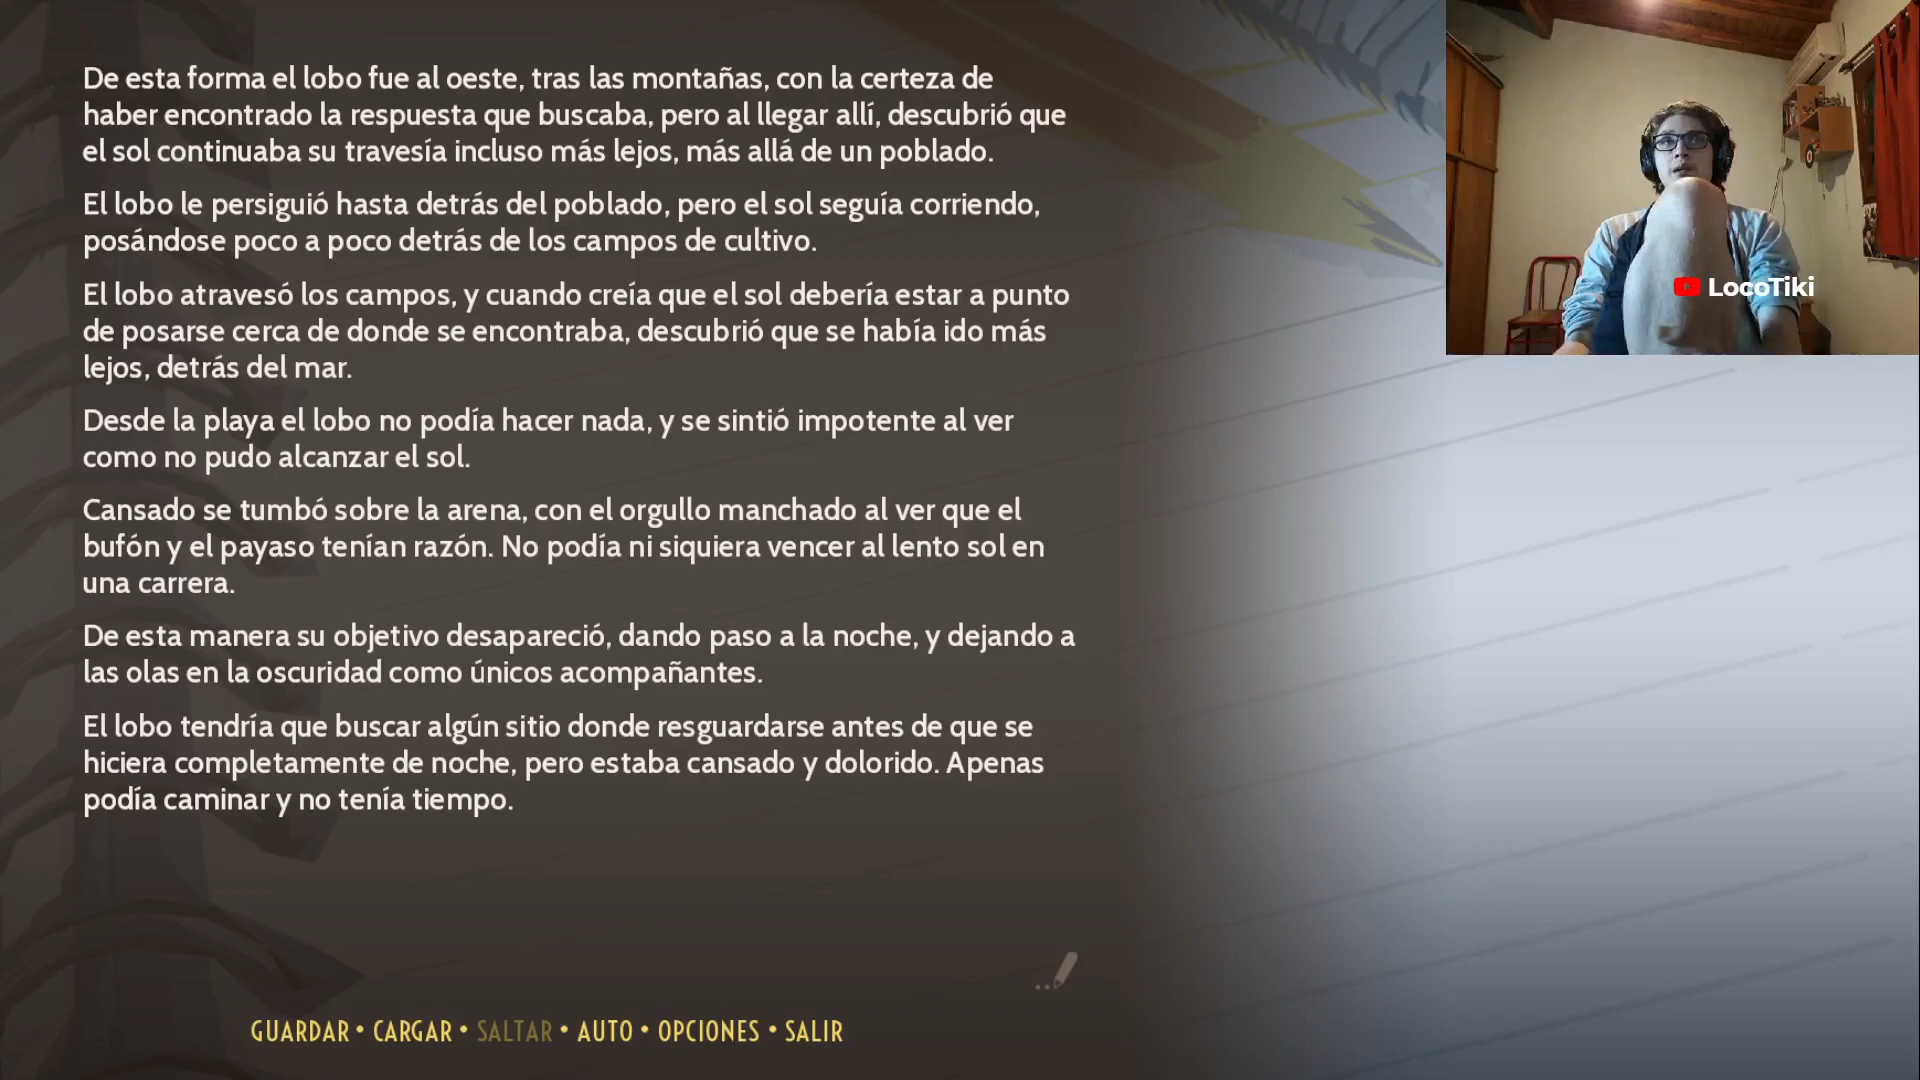 De esta forma el lobo fue al oeste, tras las montañas, con la certeza de
haber encontrado la respuesta que buscaba, pero al llegar allí, descubrió que
el sol continuaba su travesía incluso más lejos, más allá de un poblado.
El lobo le persiguió hasta detrás del poblado, pero el sol seguía corriendo,
posándose poco a poco detrás de los campos de cultivo.
El lobo atravesó los campos, y cuando creía que el sol debería estar a punto
de posarse cerca de donde se encontraba, descubrió que se había ido más
lejos, detrás del mar.
Desde la playa el lobo no podía hacer nada, y se sintió impotente al ver
como no pudo alcanzar el sol.
Cansado se tumbó sobre la arena, con el orgullo manchado al ver que el
bufón y el payaso tenían razón. No podía ni siquiera vencer al lento sol en
una carrera.
De esta manera su objetivo desapareció, dando paso a la noche, y dejando a
las olas en la oscuridad como únicos acompañantes.
El lobo tendría que buscar algún sitio donde resguardarse antes de que se
hiciera completamente de noche, pero estaba cansado y dolorido. Apenas
podía caminar y no tenía tiempo.
GUARDAR • CARGAR • SALTAR • AUTO • OPCIONES • SALIR
LocoTiki